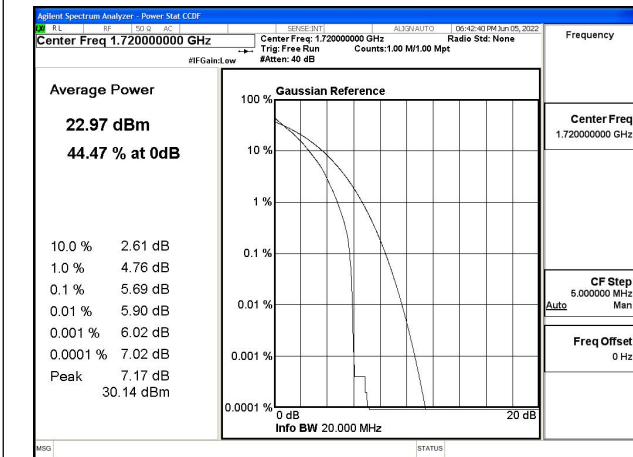 Agilent Spectrum Analyzer - Power Stat CCDF
LXI RL RF 50 Ω AC SENSE:INT ALIGNAUTO 06:42:40 PM Jun 05, 2022
Center Freq 1.720000000 GHz
Center Freq: 1.720000000 GHz Radio Std: None
Trig: Free Run Counts:1.00 M/1.00 Mpt
#IFGain:Low #Atten: 40 dB
Frequency
Average Power
22.97 dBm
44.47 % at 0dB
10.0 % 2.61 dB
1.0 % 4.76 dB
0.1 % 5.69 dB
0.01 % 5.90 dB
0.001 % 6.02 dB
0.0001 % 7.02 dB
Peak 7.17 dB
30.14 dBm
Gaussian Reference
100 %
10 %
1 %
0.1 %
0.01 %
0.001 %
0.0001 %
0 dB 20 dB
Info BW 20.000 MHz
Center Freq
1.720000000 GHz
CF Step
5.000000 MHz
Auto Man
Freq Offset
0 Hz
MSG STATUS